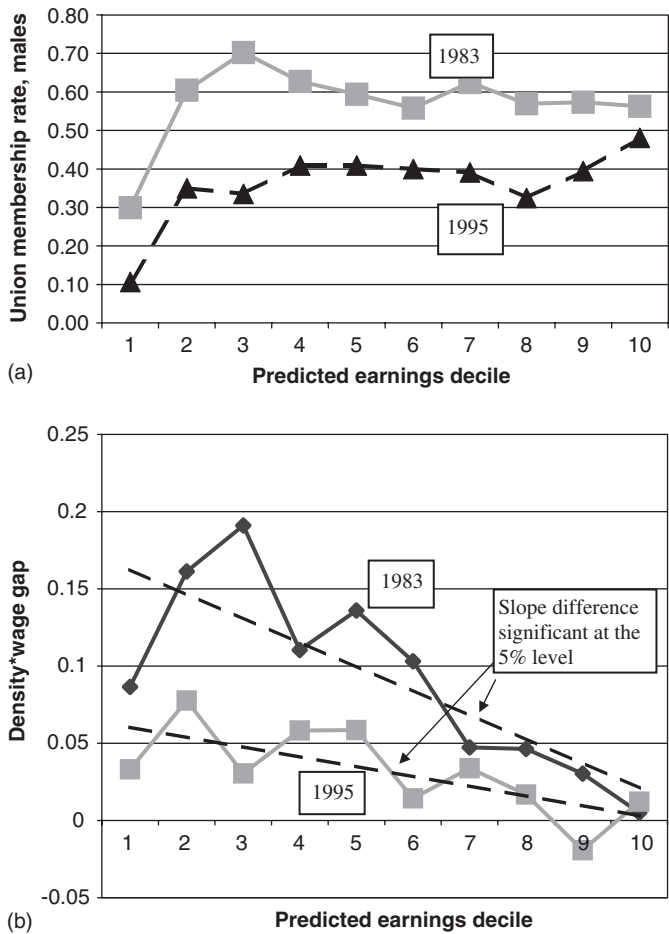 Union membership rate, males
0.80
0.70
0.60
0.50
0.40
0.30
0.20
0.10
0.00
1983
1995
1 2 3 4 5 6 7 8 9 10
(a)
Predicted earnings decile
Density*wage gap
0.25
0.2
0.15
0.1
0.05
0
-0.05
1983
Slope difference
significant at the
5% level
1995
1 2 3 4 5 6 7 8 9 10
(b)
Predicted earnings decile